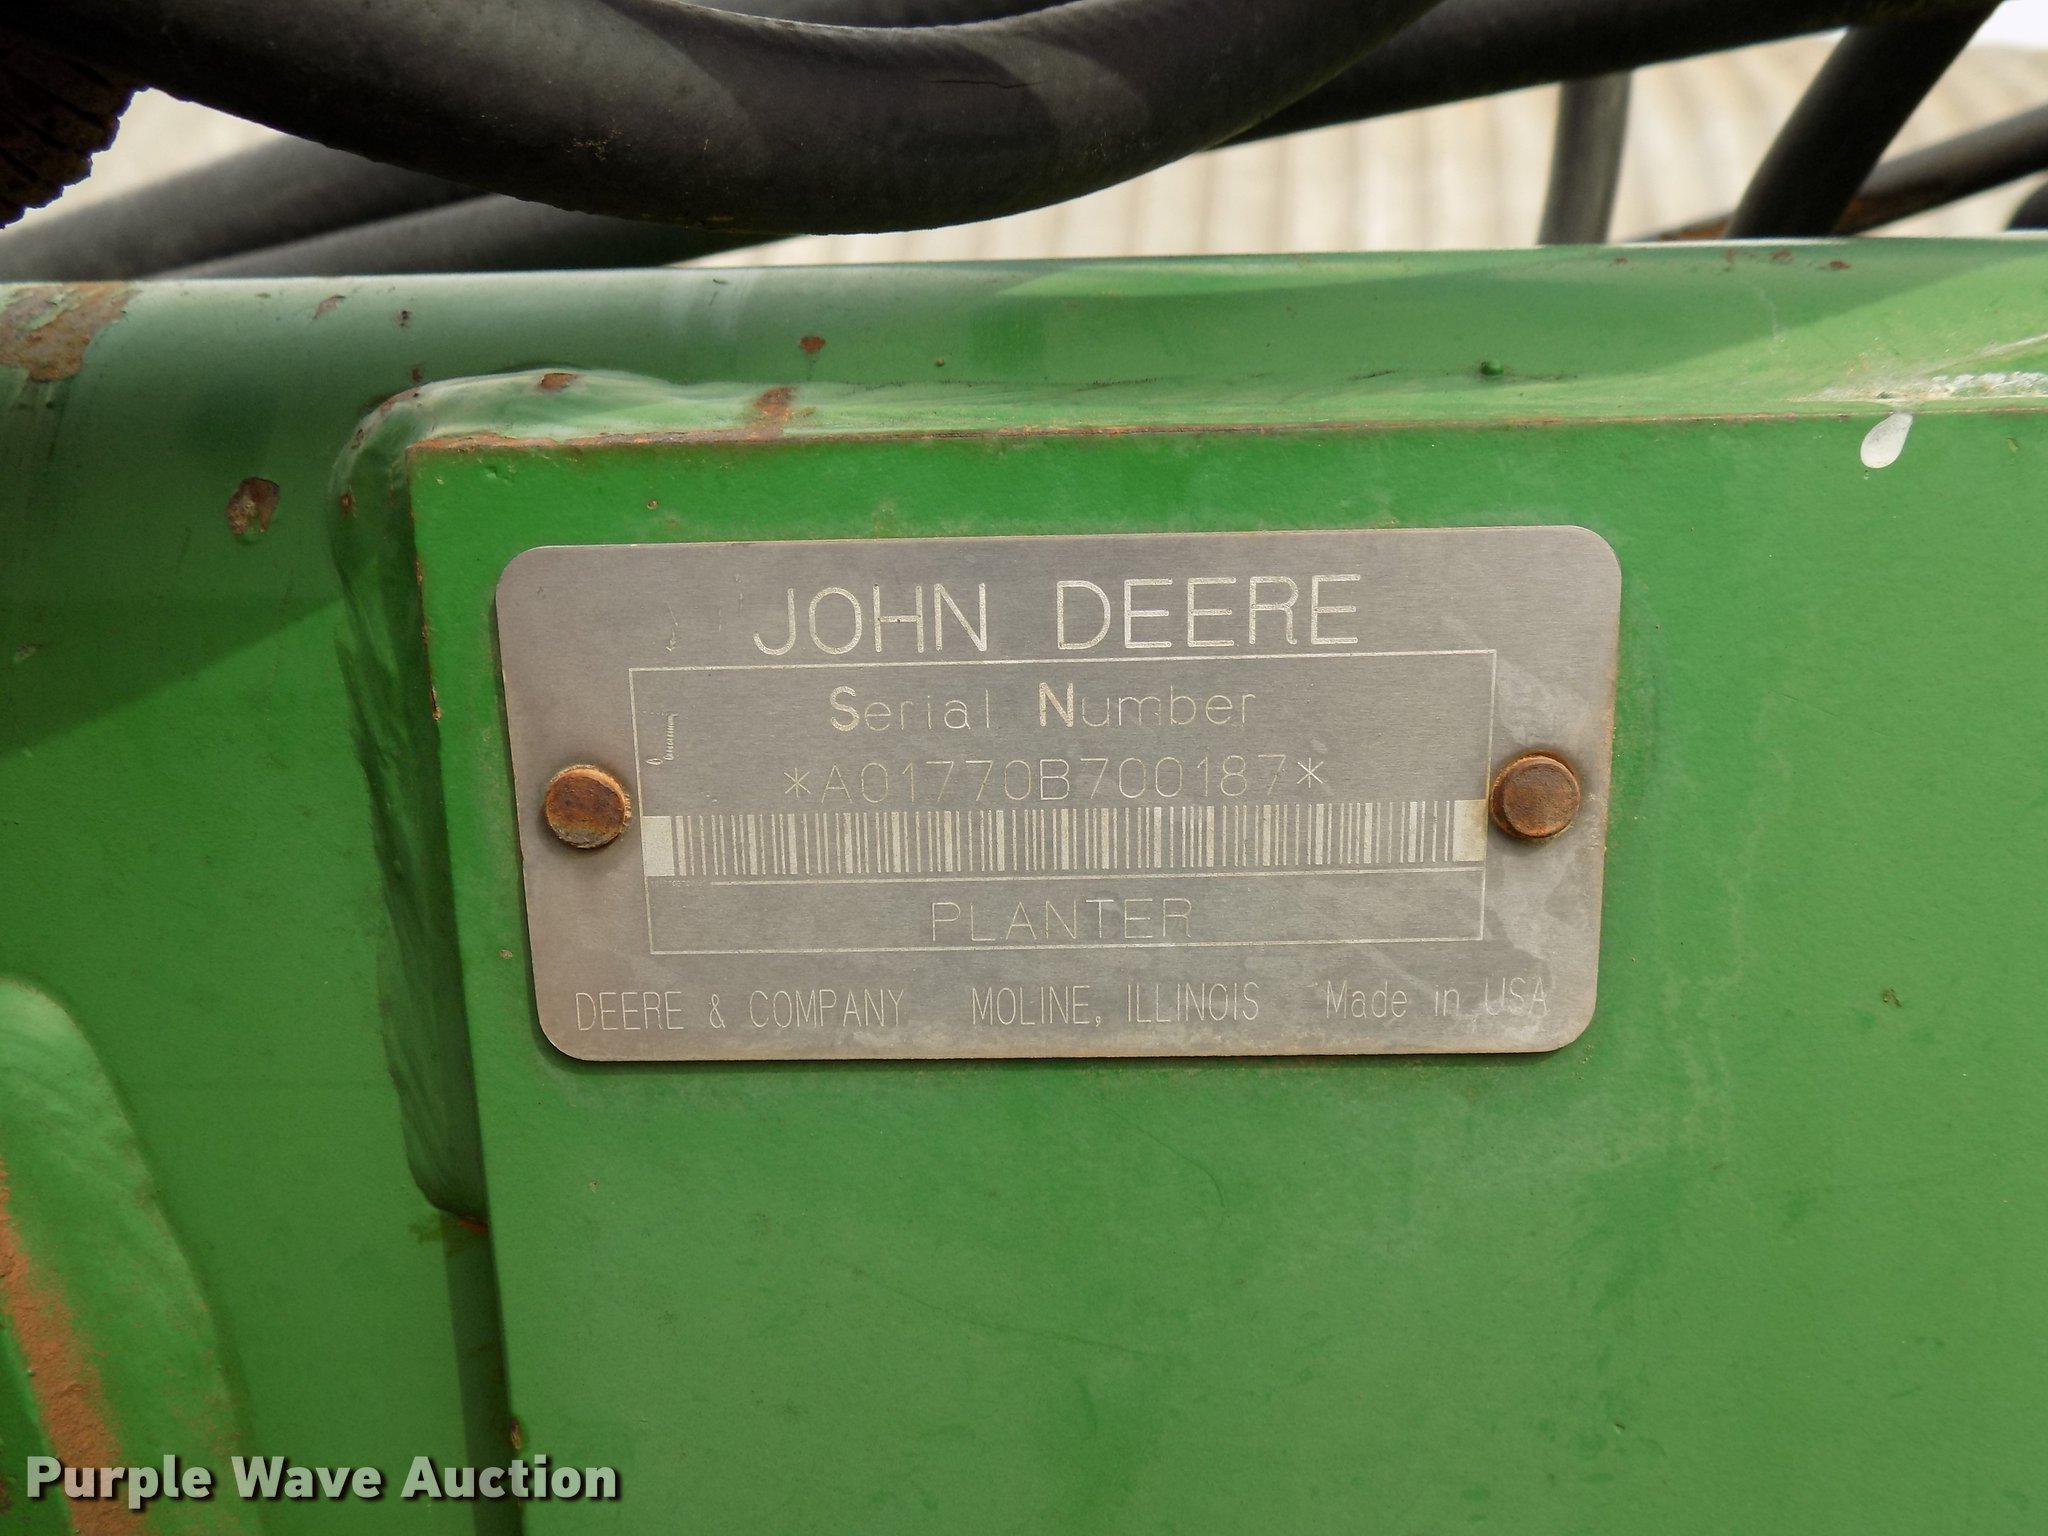 JOHN DEERE
Serial Number
*A01770B700187*
PLANTER
DEERE & COMPANY MOLINE, ILLINOIS Made in USA
Purple Wave Auction